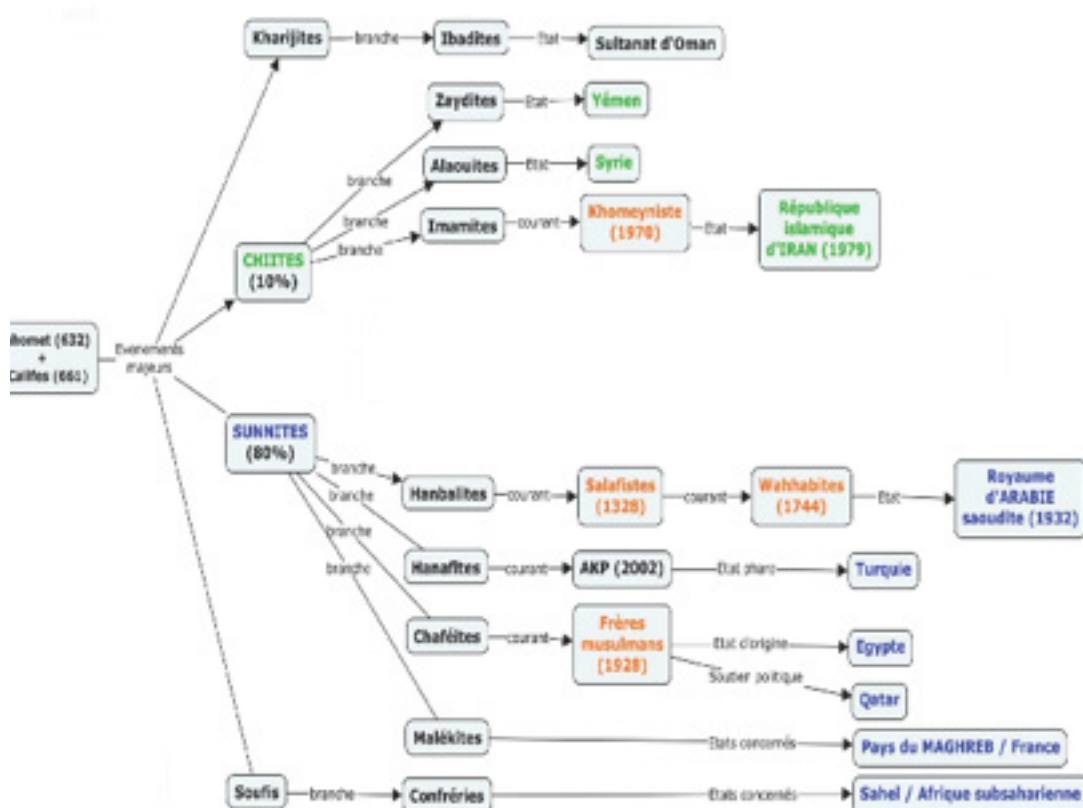 Kharijites
branche
Ibadites
Etat
Sultanat d'Oman
Zaydites
Etat
Yémen
branche
Alaouites
Etat
Syrie
branche
Imamites
courant
Khomeyniste
(1970)
Etat
République
islamique
d'IRAN (1979)
branche
CHIITES
(10%)
homet (632)
+
Califes (661)
Evenements
majeurs
SUNNITES
(80%)
branche
Hanbalites
courant
Salafistes
(1328)
courant
Wahhabites
(1744)
Etat
Royaume
d'ARABIE
saoudite (1932)
branche
Hanafites
courant
AKP (2002)
Etat phare
Turquie
branche
Chaféites
courant
Frères
musulmans
(1928)
Etat d'origine
Egypte
Soutien politique
Qatar
branche
Malékites
Etats concernés
Pays du MAGHREB / France
Soufis
branche
Confréries
Etats concernés
Sahel / Afrique subsaharienne